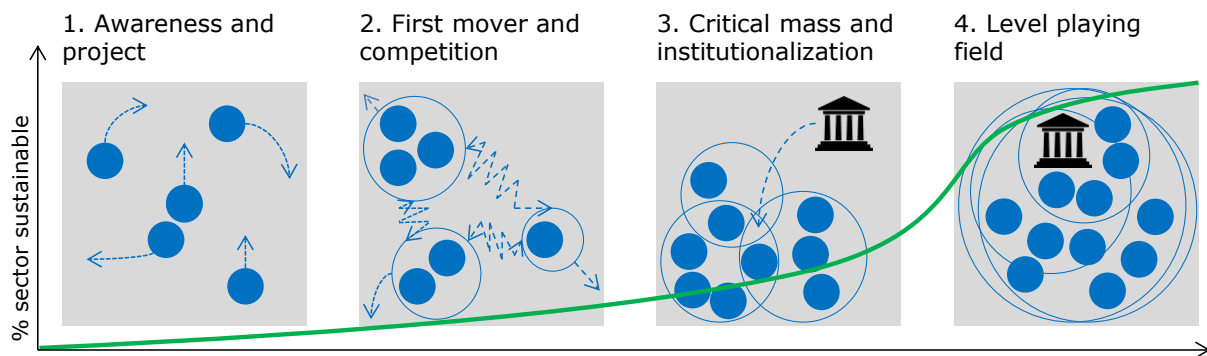 1. Awareness and
project
2. First mover and
competition
3. Critical mass and
institutionalization
4. Level playing
field
% sector sustainable